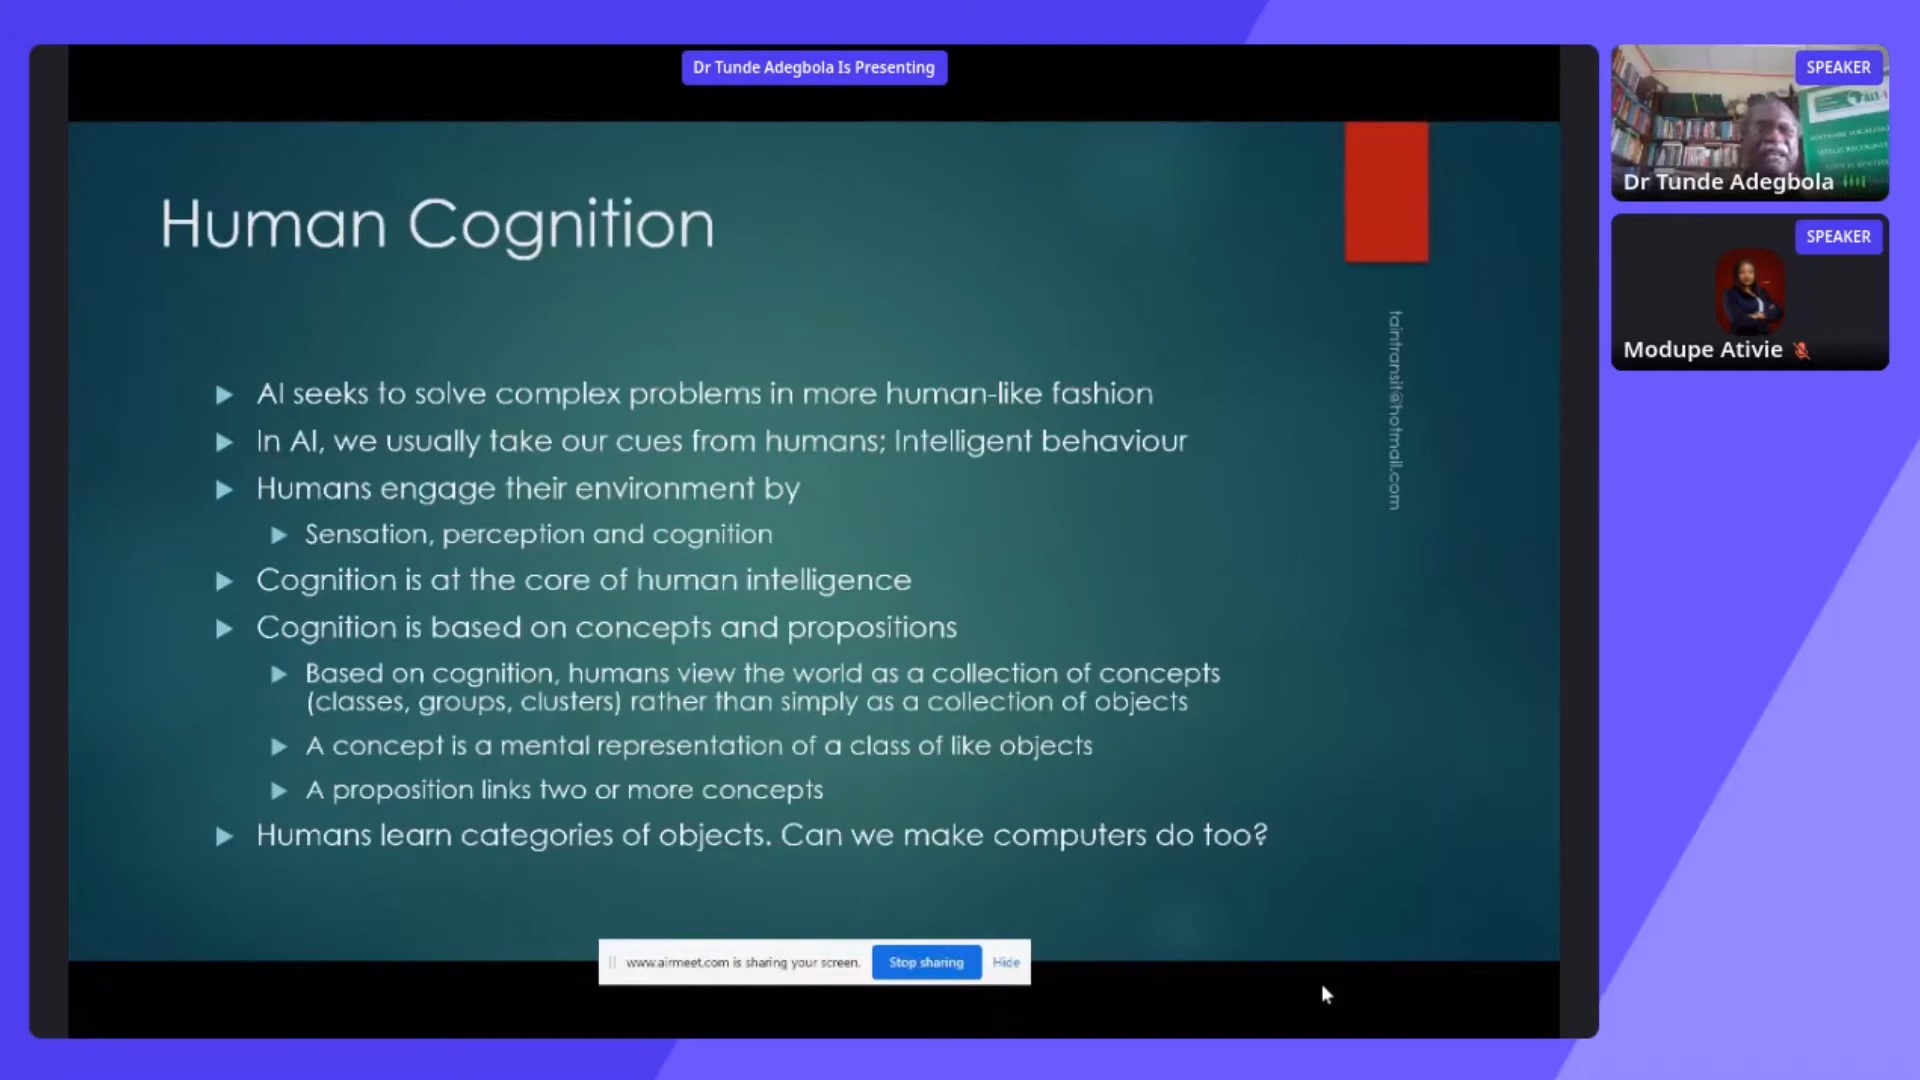 Dr Tunde Adegbola Is Presenting
Human Cognition
AI seeks to solve complex problems in more human-like fashion
In AI, we usually take our cues from humans; Intelligent behaviour
Humans engage their environment by
Sensation, perception and cognition
Cognition is at the core of human intelligence
Cognition is based on concepts and propositions
Based on cognition, humans view the world as a collection of concepts
(classes, groups, clusters) rather than simply as a collection of objects
A concept is a mental representation of a class of like objects
A proposition links two or more concepts
Humans learn categories of objects. Can we make computers do too?
taintransit@hotmail.com
www.airmeet.com is sharing your screen.
Stop sharing
Hide
SPEAKER
Dr Tunde Adegbola
SPEAKER
Modupe Ativie